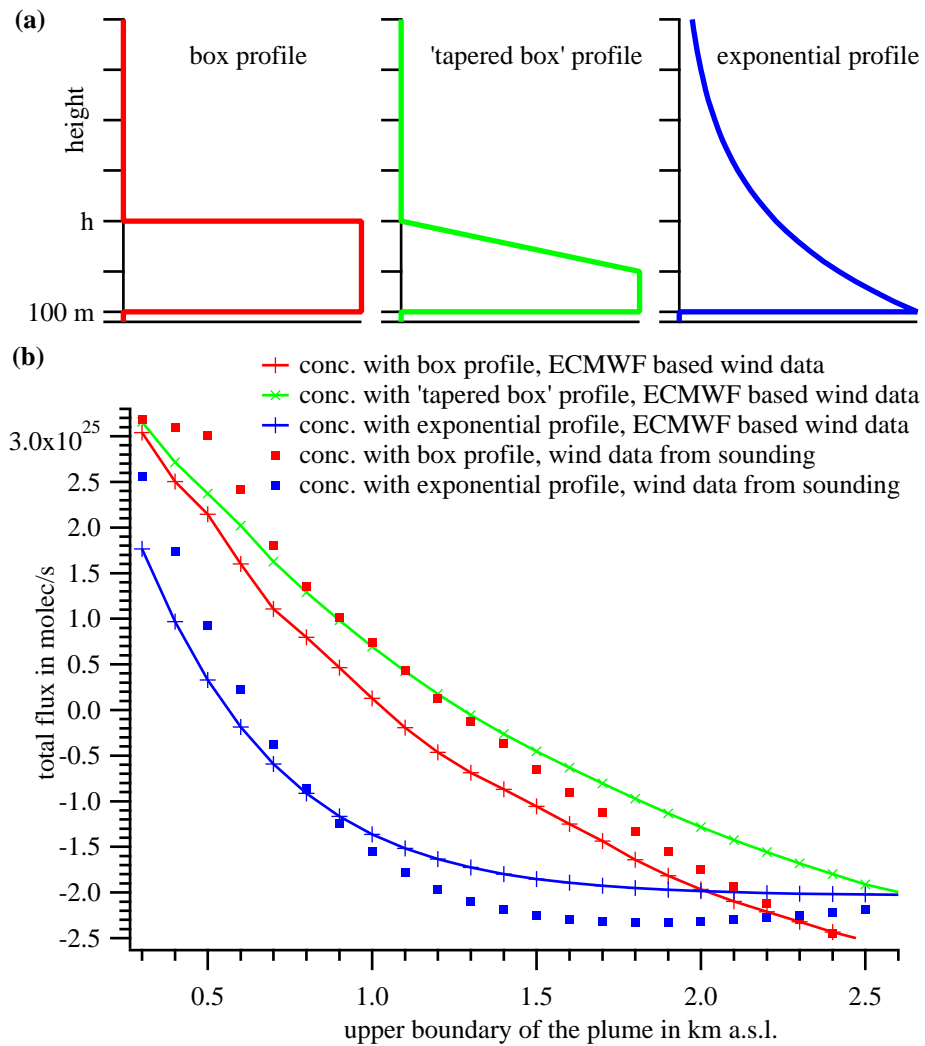 (a)
box profile
'tapered box' profile
exponential profile
height
h
100 m
(b)
conc. with box profile, ECMWF based wind data
conc. with 'tapered box' profile, ECMWF based wind data
conc. with exponential profile, ECMWF based wind data
conc. with box profile, wind data from sounding
conc. with exponential profile, wind data from sounding
total flux in molec/s
3.0x10 25
2.5
2.0
1.5
1.0
0.5
0.0
-0.5
-1.0
-1.5
-2.0
-2.5
0.5 1.0 1.5 2.0 2.5
upper boundary of the plume in km a.s.l.